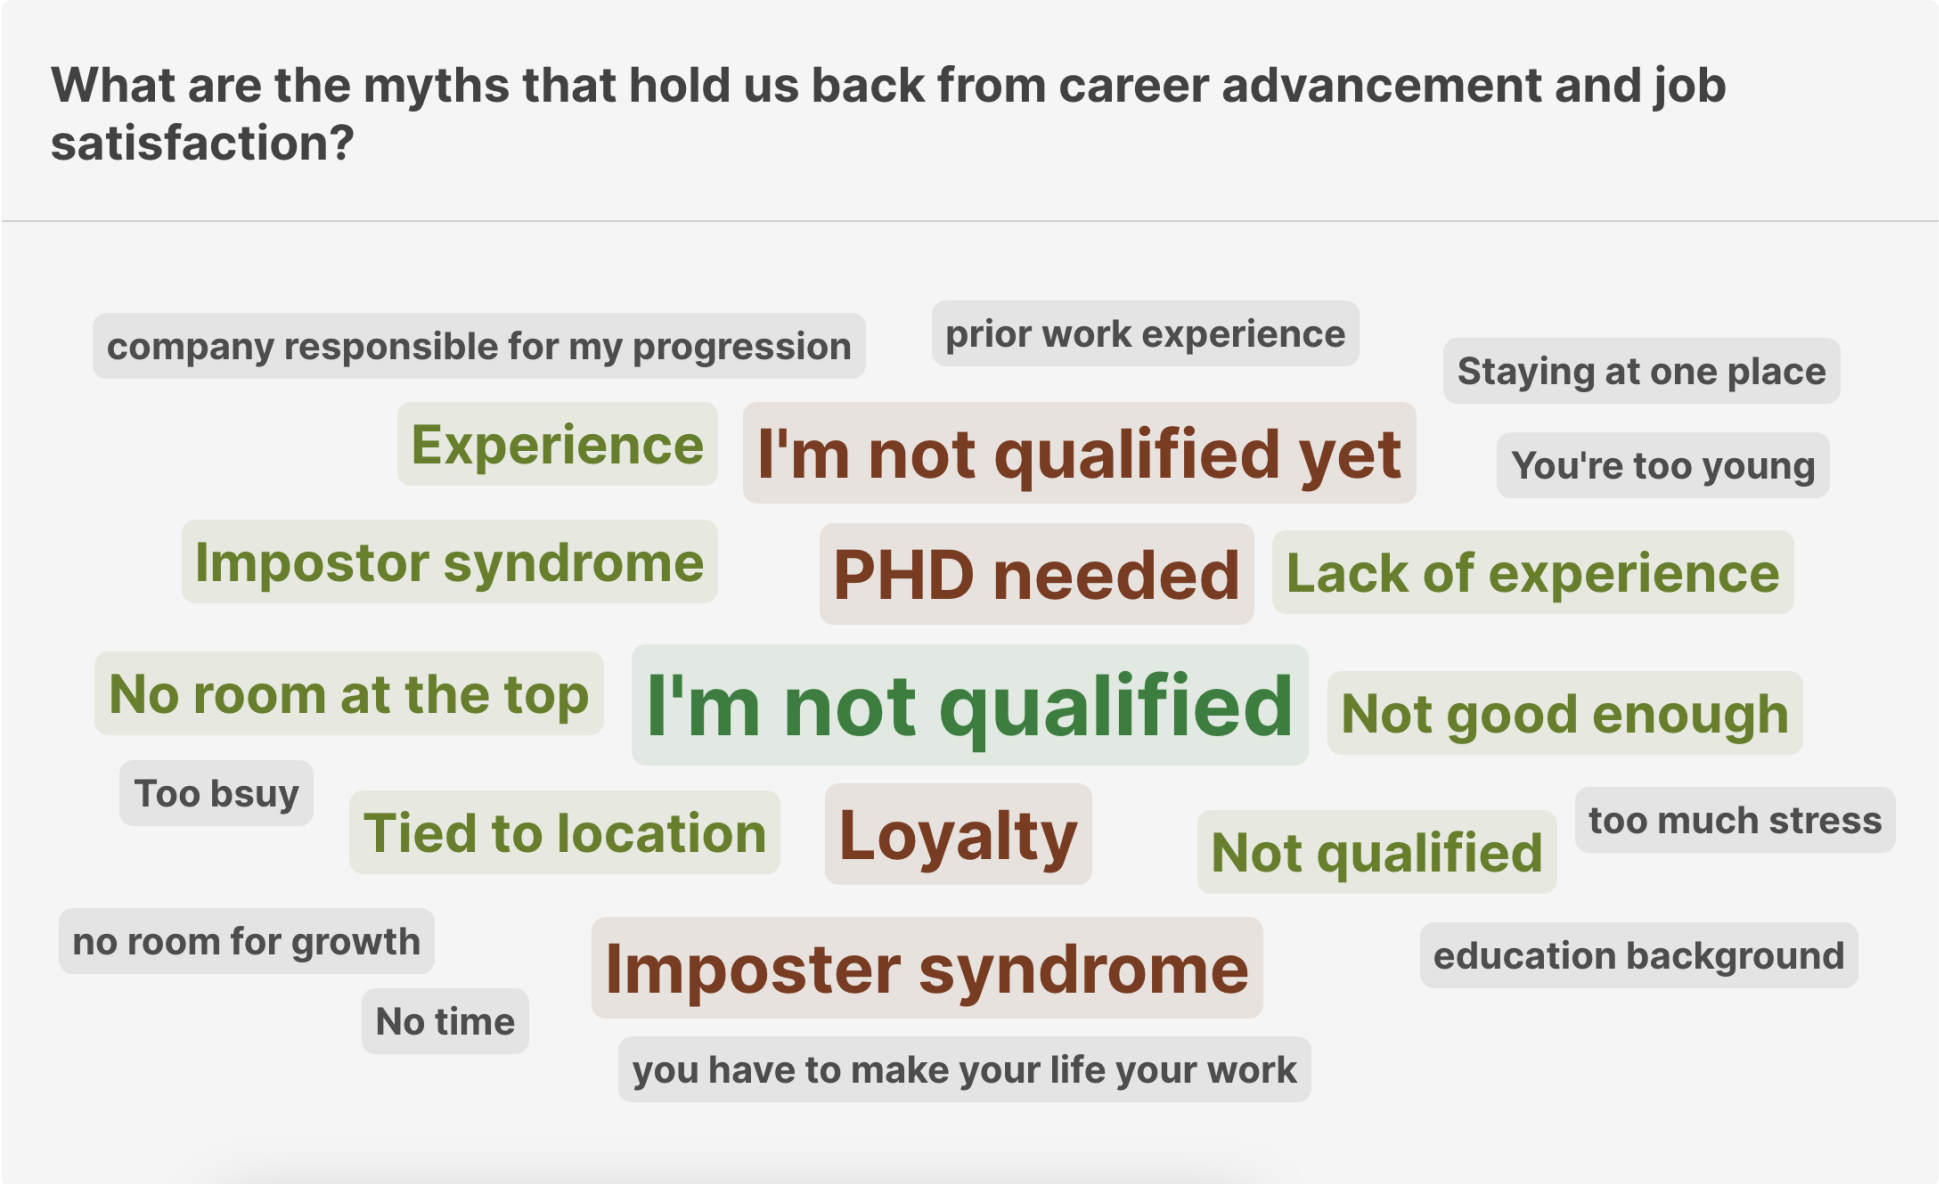 What are the myths that hold us back from career advancement and job
satisfaction?
company responsible for my progression
prior work experience
Staying at one place
Experience
I'm not qualified yet
You're too young
Impostor syndrome
PHD needed
Lack of experience
No room at the top
I'm not qualified
Not good enough
Too bsuy
Tied to location
Loyalty
Not qualified
too much stress
no room for growth
Imposter syndrome
education background
No time
you have to make your life your work